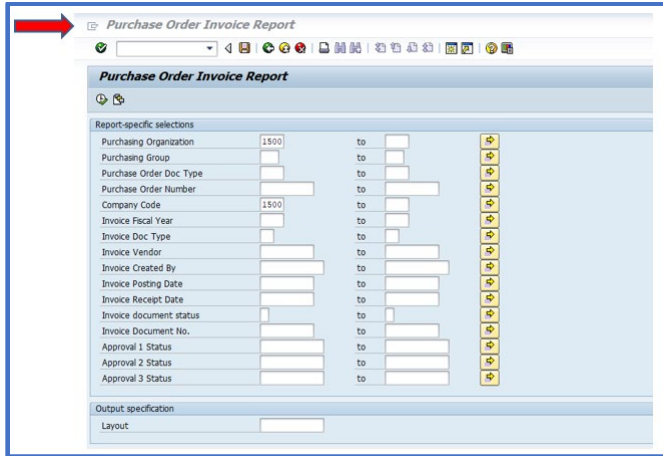 Purchase Order Invoice Report
Purchase Order Invoice Report
Report-specific selections
Purchasing Organization 1500 to
Purchasing Group to
Purchase Order Doc Type to
Purchase Order Number to
Company Code 1500 to
Invoice Fiscal Year to
Invoice Doc Type to
Invoice Vendor to
Invoice Created By to
Invoice Posting Date to
Invoice Receipt Date to
Invoice document status to
Invoice Document No. to
Approval 1 Status to
Approval 2 Status to
Approval 3 Status to
Output specification
Layout